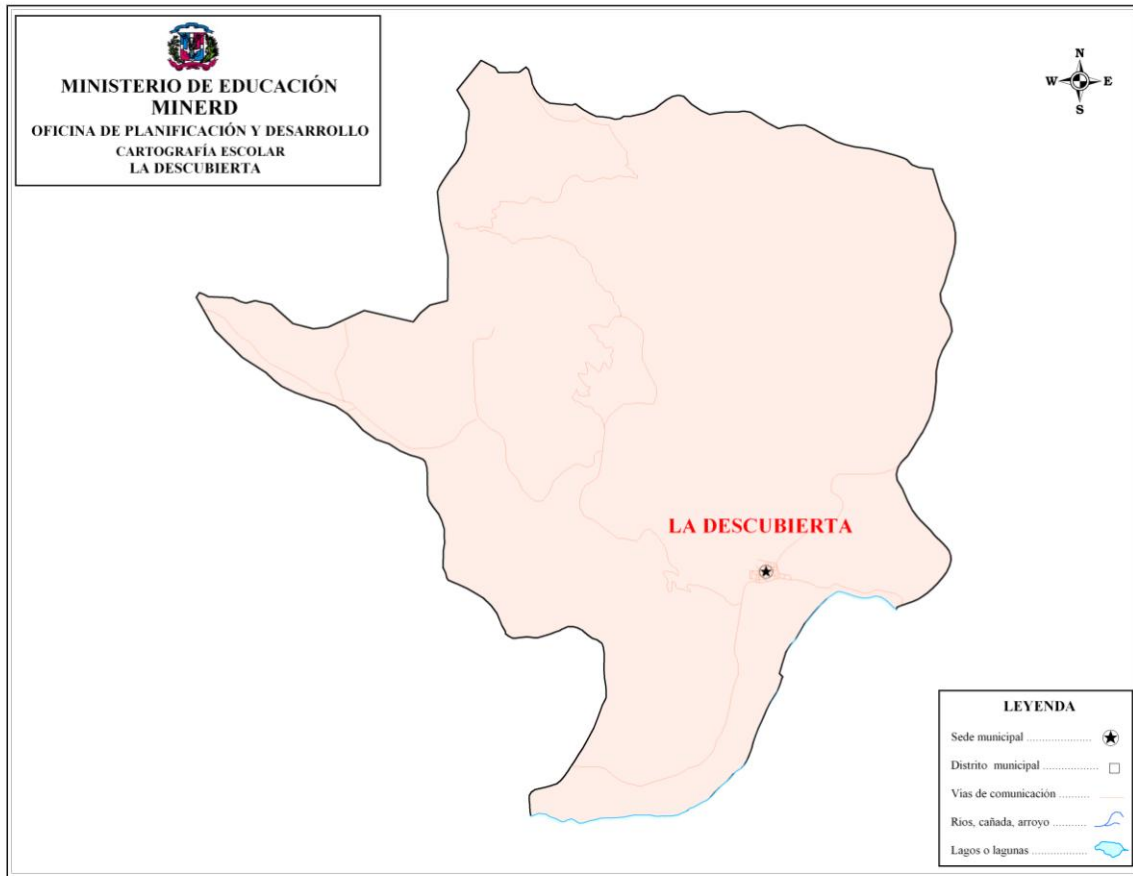 MINISTERIO DE EDUCACIÓN
MINERD
OFICINA DE PLANIFICACIÓN Y DESARROLLO
CARTOGRAFÍA ESCOLAR
LA DESCUBIERTA
N
W E
S
LA DESCUBIERTA
LEYENDA
Sede municipal .....................
Distrito municipal ..................
Vias de comunicación ..........
Rios, cañada, arroyo ..............
Lagos o lagunas ....................